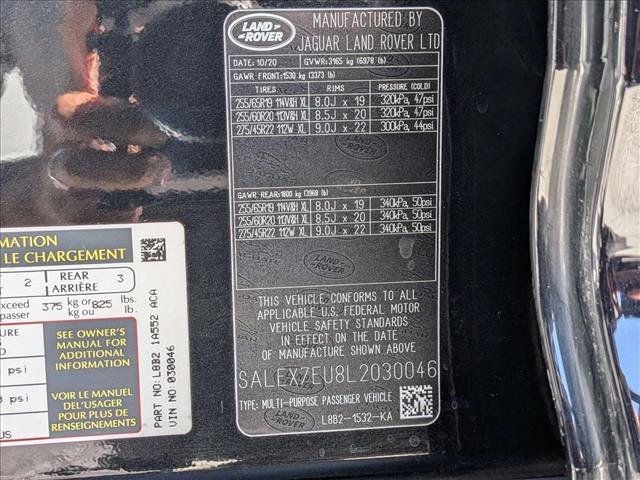 LAND ROVER
MANUFACTURED BY
JAGUAR LAND ROVER LTD
DATE: 10/20 GVWR: 3165 kg (6978 lb)
GAWR FRONT: 1530 kg (3373 lb)
TIRES RIMS PRESSURE (COLD)
255/65R19 114V&H XL 8.0J x 19 320kPa, 47psi
255/60R20 113V&H XL 8.5J x 20 320kPa, 47psi
275/45R22 112W XL 9.0J x 22 300kPa, 44psi
GAWR REAR: 1800 kg (3968 lb)
255/65R19 114V&H XL 8.0J x 19 340kPa, 50psi
255/60R20 113V&H XL 8.5J x 20 340kPa, 50psi
275/45R22 112W XL 9.0J x 22 340kPa, 50psi
THIS VEHICLE CONFORMS TO ALL
APPLICABLE U.S. FEDERAL MOTOR
VEHICLE SAFETY STANDARDS
IN EFFECT ON THE DATE OF
MANUFACTURE SHOWN ABOVE
SALEX7EU8L2030046
TYPE: MULTI-PURPOSE PASSENGER VEHICLE
L8B2-1532-KA
LE CHARGEMENT
2 REAR ARRIÈRE 3
375 kg or 825 lbs.
kg ou lb.
SEE OWNER'S
MANUAL FOR
ADDITIONAL
INFORMATION
psi
VOIR LE MANUEL
DE L'USAGER
POUR PLUS DE
RENSEIGNEMENTS
psi
PART NO: L8B2 1A552 ACA
VIN NO: 030046